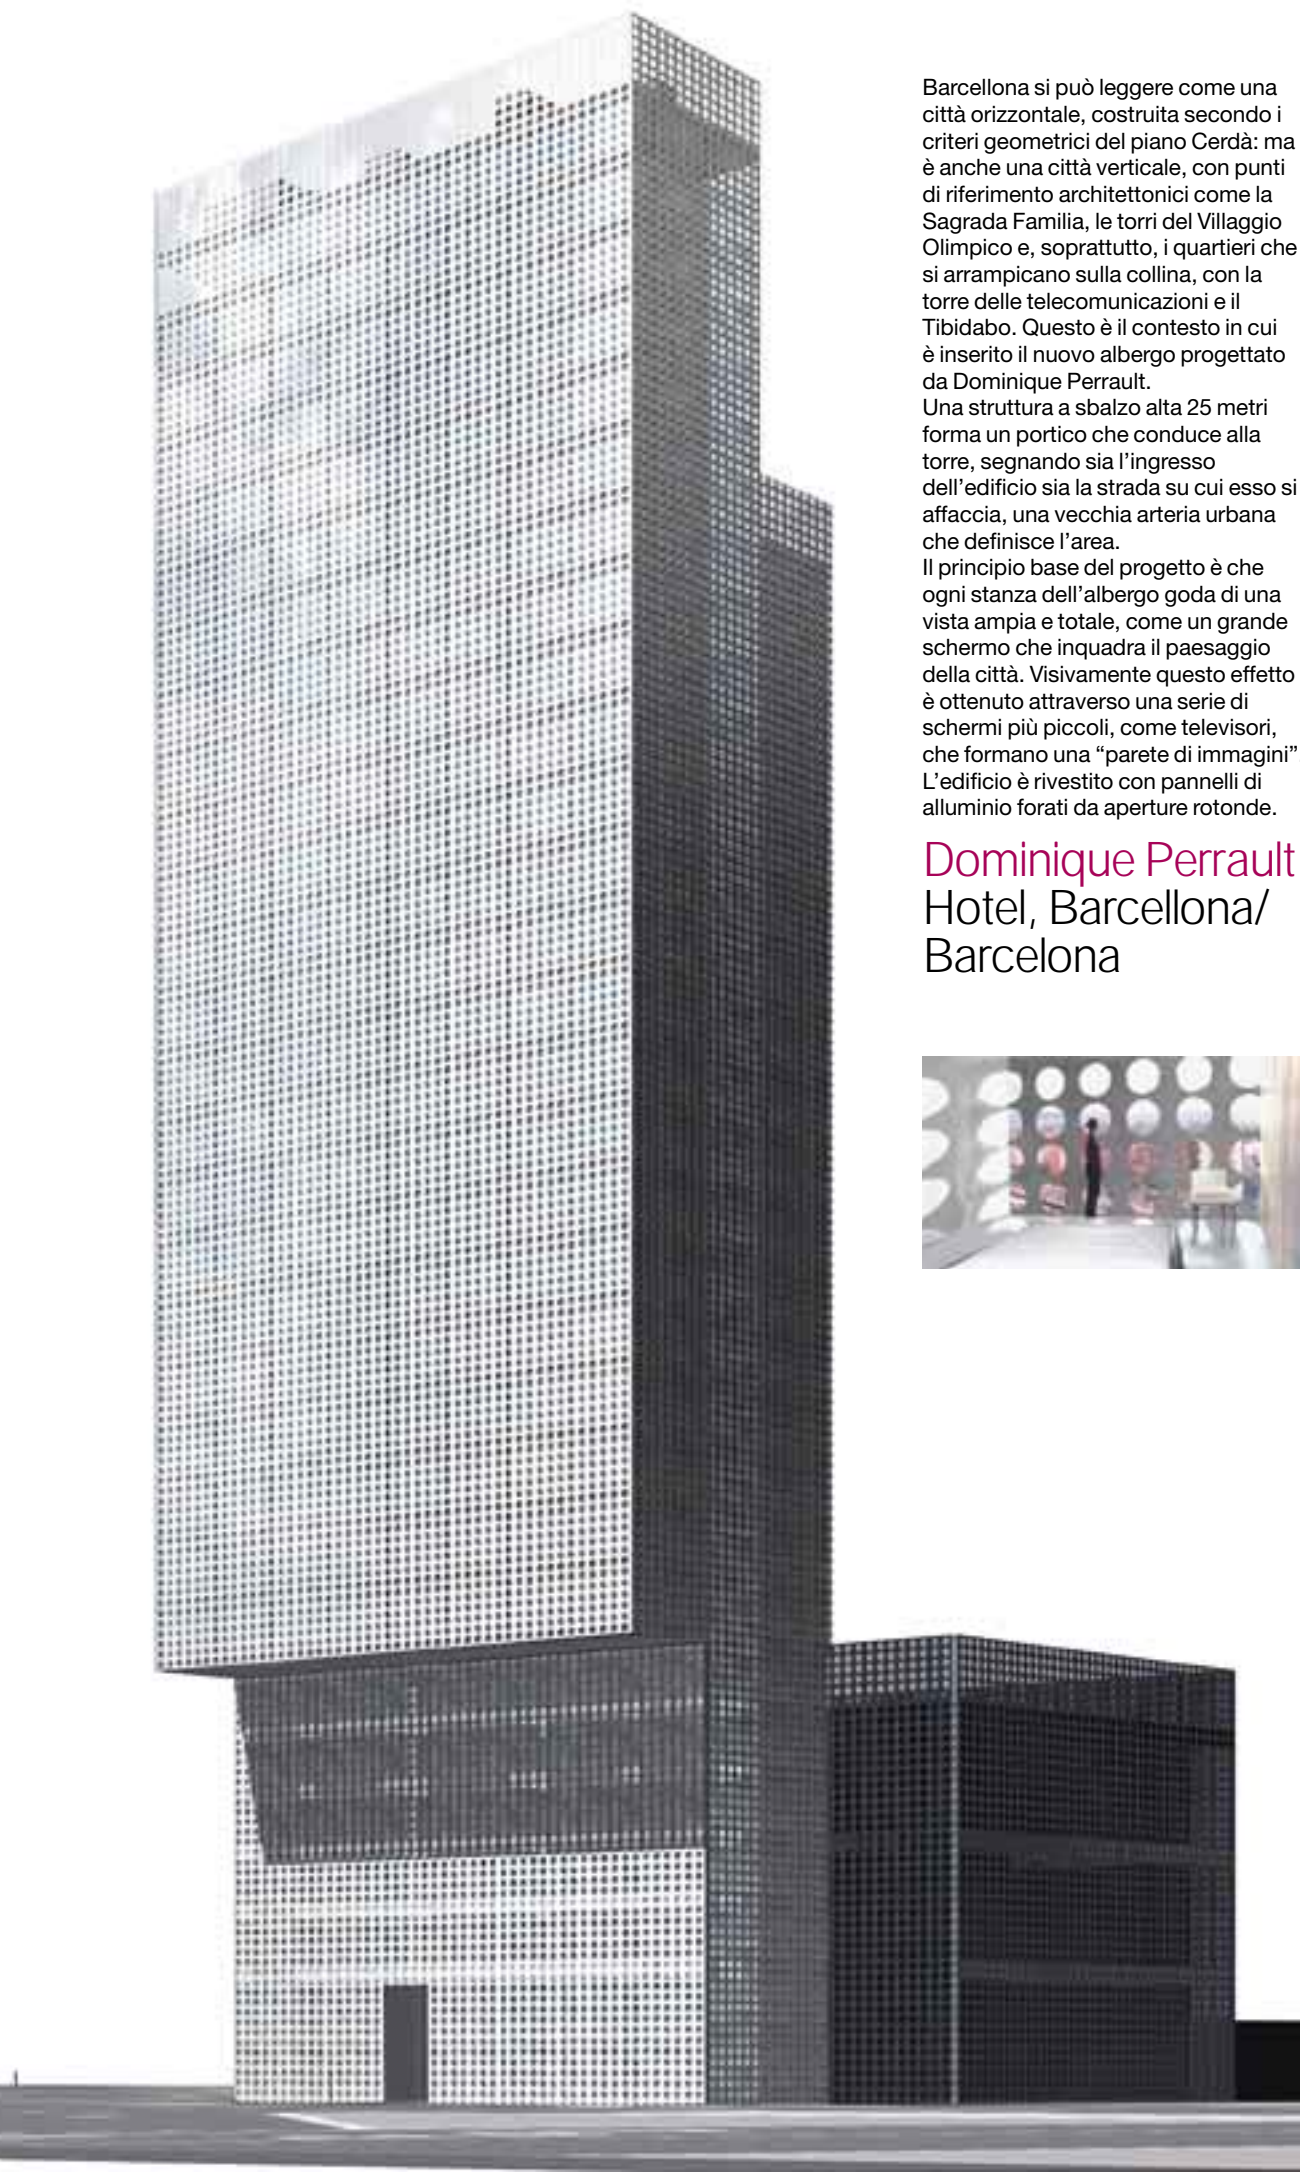 Barcellona si può leggere come una
città orizzontale, costruita secondo i
criteri geometrici del piano Cerdà: ma
è anche una città verticale, con punti
di riferimento architettonici come la
Sagrada Familia, le torri del Villaggio
Olimpico e, soprattutto, i quartieri che
si arrampicano sulla collina, con la
torre delle telecomunicazioni e il
Tibidabo. Questo è il contesto in cui
è inserito il nuovo albergo progettato
da Dominique Perrault.
Una struttura a sbalzo alta 25 metri
forma un portico che conduce alla
torre, segnando sia l’ingresso
dell’edificio sia la strada su cui esso si
affaccia, una vecchia arteria urbana
che definisce l’area.
Il principio base del progetto è che
ogni stanza dell’albergo goda di una
vista ampia e totale, come un grande
schermo che inquadra il paesaggio
della città. Visivamente questo effetto
è ottenuto attraverso una serie di
schermi più piccoli, come televisori,
che formano una “parete di immagini”
L’edificio è rivestito con pannelli di
alluminio forati da aperture rotonde.
Dominique Perrault
Hotel, Barcellona/
Barcelona